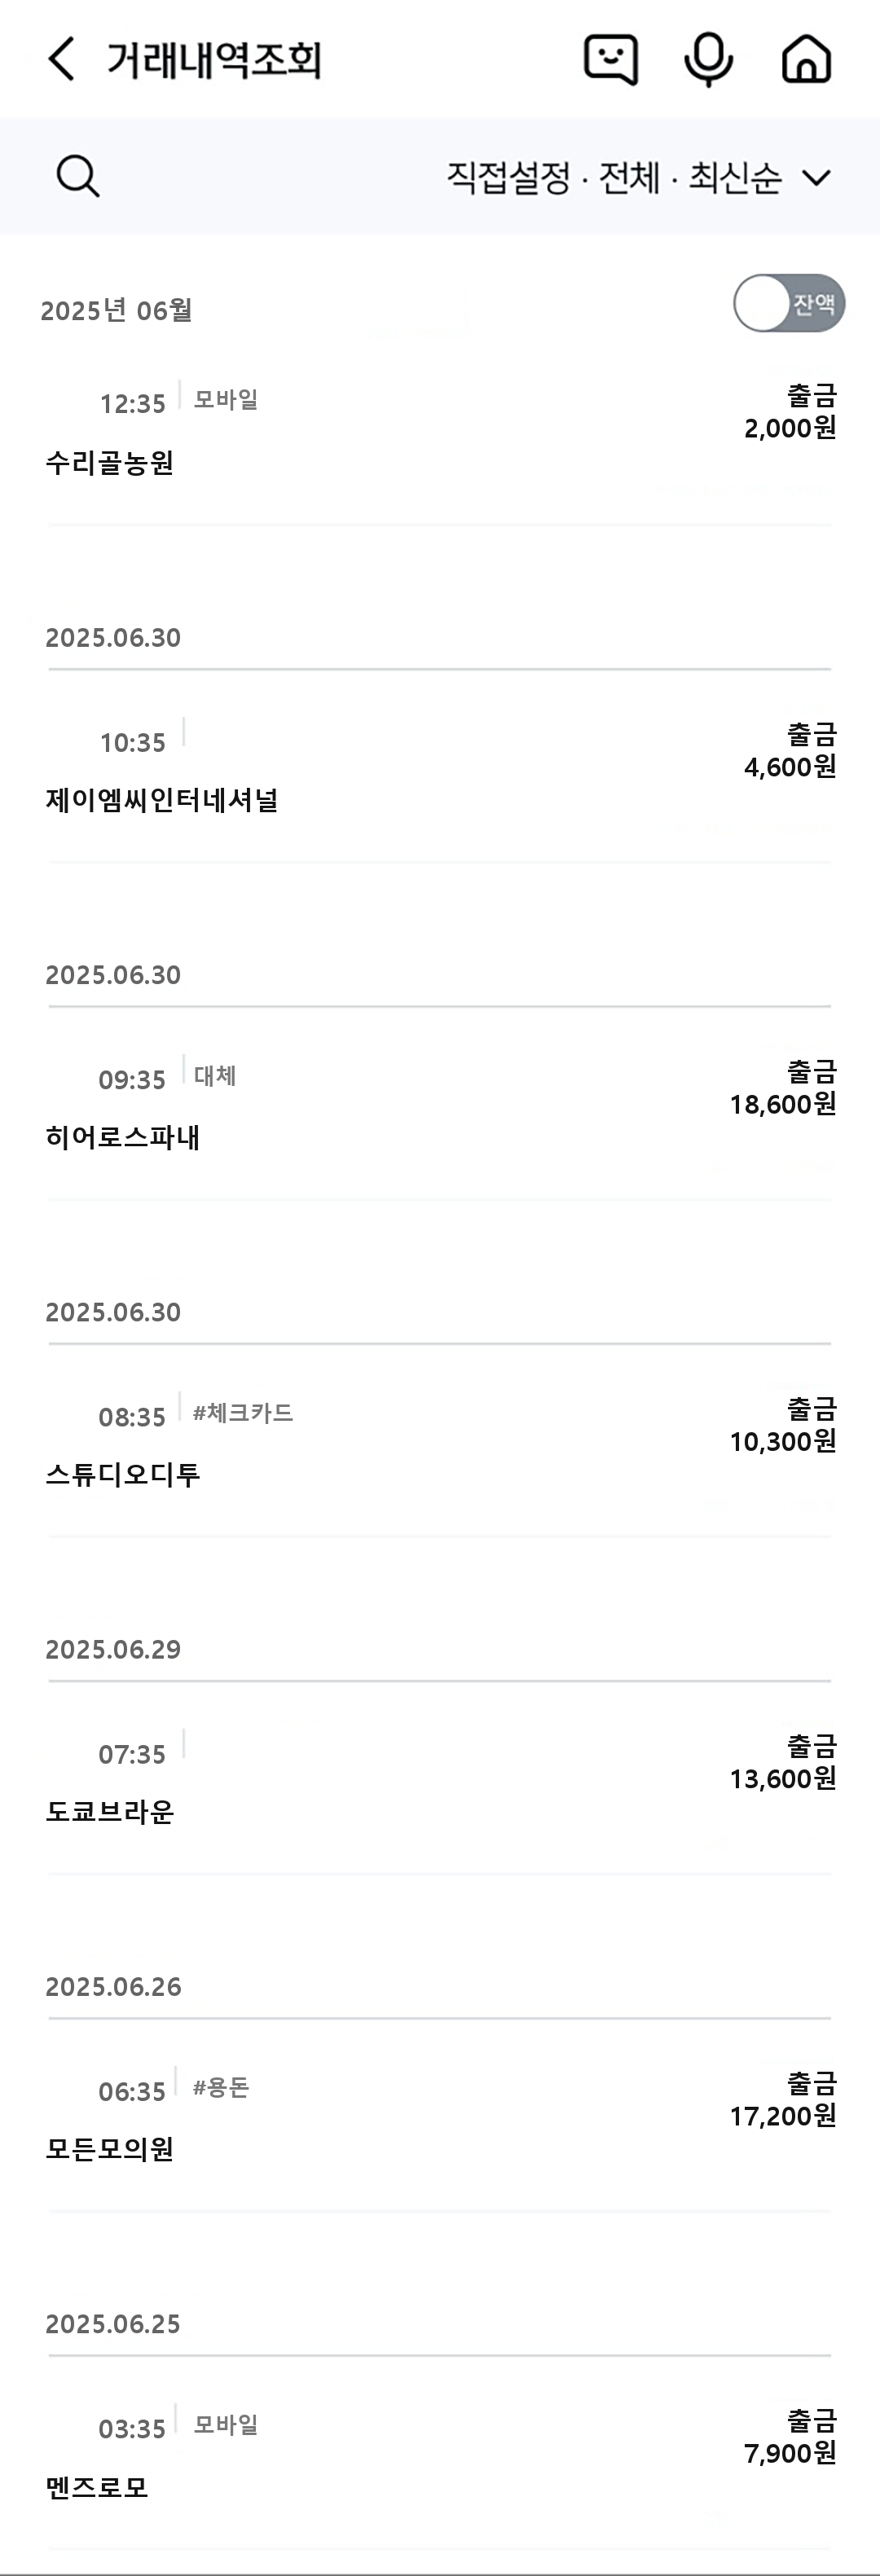 거래내역조회
직접설정 · 전체 · 최신순
2025년 06월
잔액
12:35 모바일
출금
2,000원
수리골농원
2025.06.30
10:35
출금
4,600원
제이엠씨인터네셔널
2025.06.30
09:35 대체
출금
18,600원
히어로스파내
2025.06.30
08:35 #체크카드
출금
10,300원
스튜디오디투
2025.06.29
07:35
출금
13,600원
도쿄브라운
2025.06.26
06:35 #용돈
출금
17,200원
모든모의원
2025.06.25
03:35 모바일
출금
7,900원
멘즈로모